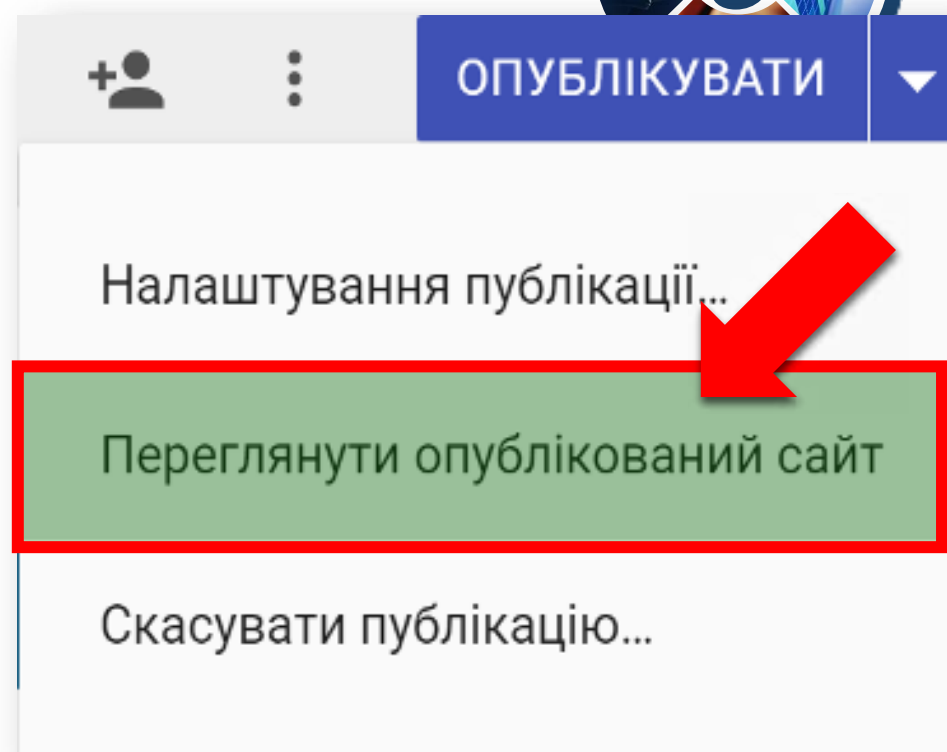 ОПУБЛІКУВАТИ
Налаштування публікації...
Переглянути опублікований сайт
Скасувати публікацію...